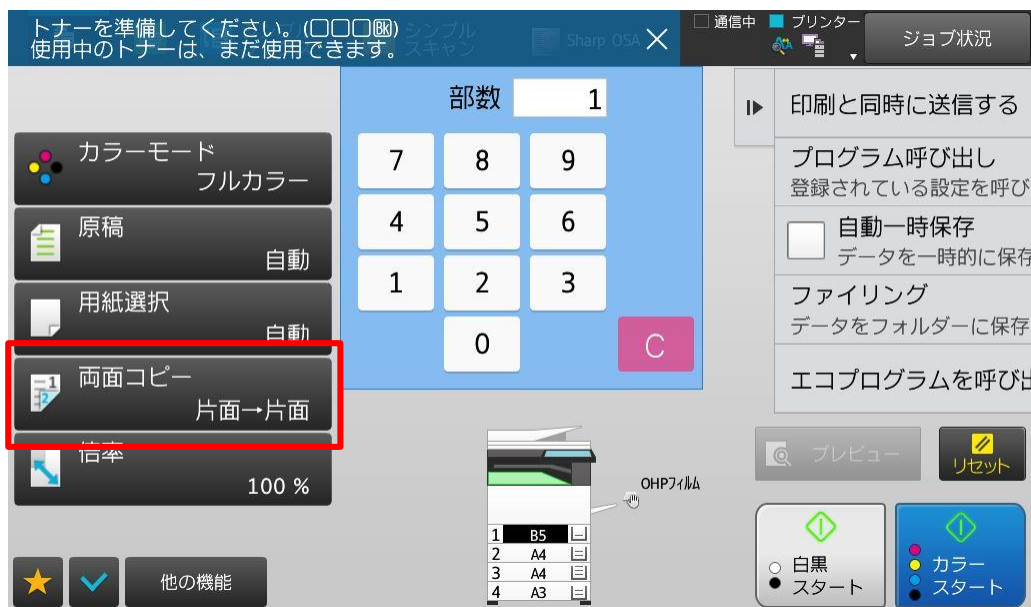 トナーを準備してください。(□□□Bk)
使用中のトナーは、まだ使用できます。
シンプル
スキャン
Sharp OSA
通信中
プリンター
ジョブ状況
部数 1
7 8 9
4 5 6
1 2 3
0 C
カラーモード
フルカラー
原稿
自動
用紙選択
自動
両面コピー
片面→片面
倍率
100 %
他の機能
OHPフィルム
1 B5
2 A4
3 A4
4 A3
印刷と同時に送信する
プログラム呼び出し
登録されている設定を呼び
自動一時保存
データを一時的に保存
ファイリング
データをフォルダーに保存
エコプログラムを呼び出
プレビュー
リセット
白黒
スタート
カラー
スタート